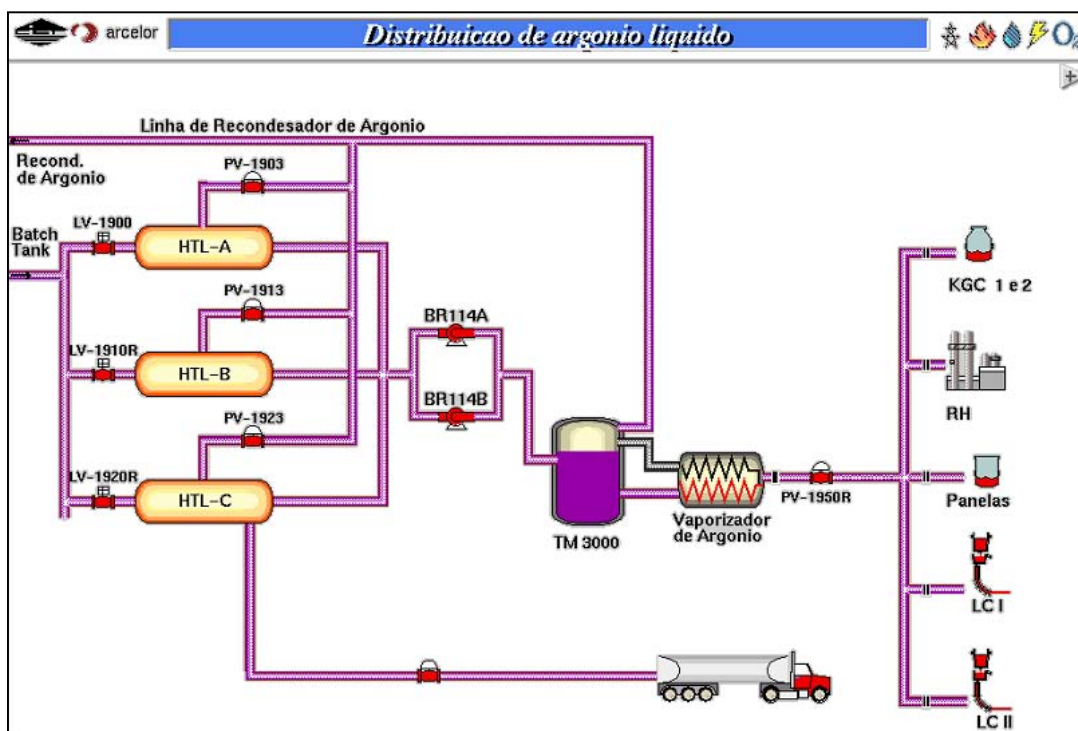 arcelor
Distribuicao de argonio liquido
O₂
+
Linha de Recondesador de Argonio
Recond.
de Argonio
PV-1903
LV-1900
Batch
Tank
HTL-A
KGC 1 e 2
PV-1913
BR114A
LV-1910R
HTL-B
RH
BR114B
PV-1923
LV-1920R
HTL-C
PV-1950R
Panelas
TM 3000
Vaporizador
de Argonio
LC I
LC II